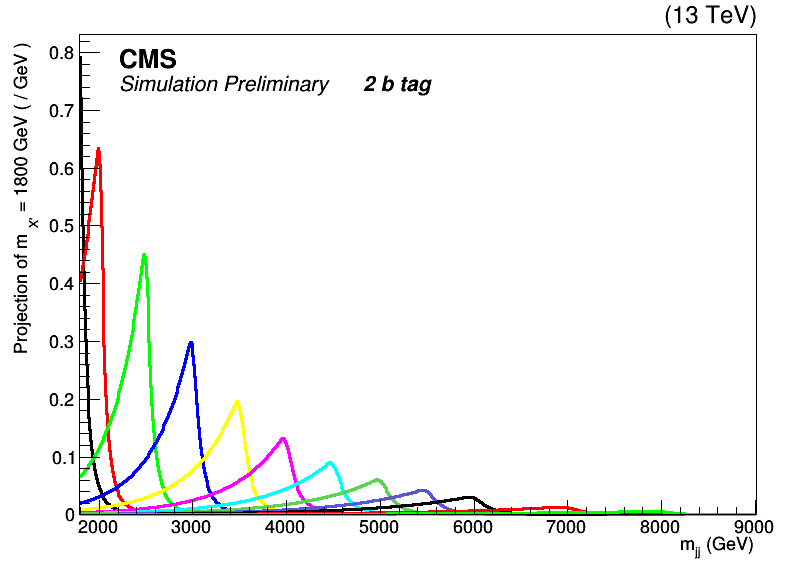 (13 TeV)
CMS
Simulation Preliminary 2 b tag
Projection of m x' = 1800 GeV ( / GeV )
0.8
0.7
0.6
0.5
0.4
0.3
0.2
0.1
0
2000 3000 4000 5000 6000 7000 8000 9000
m jj (GeV)